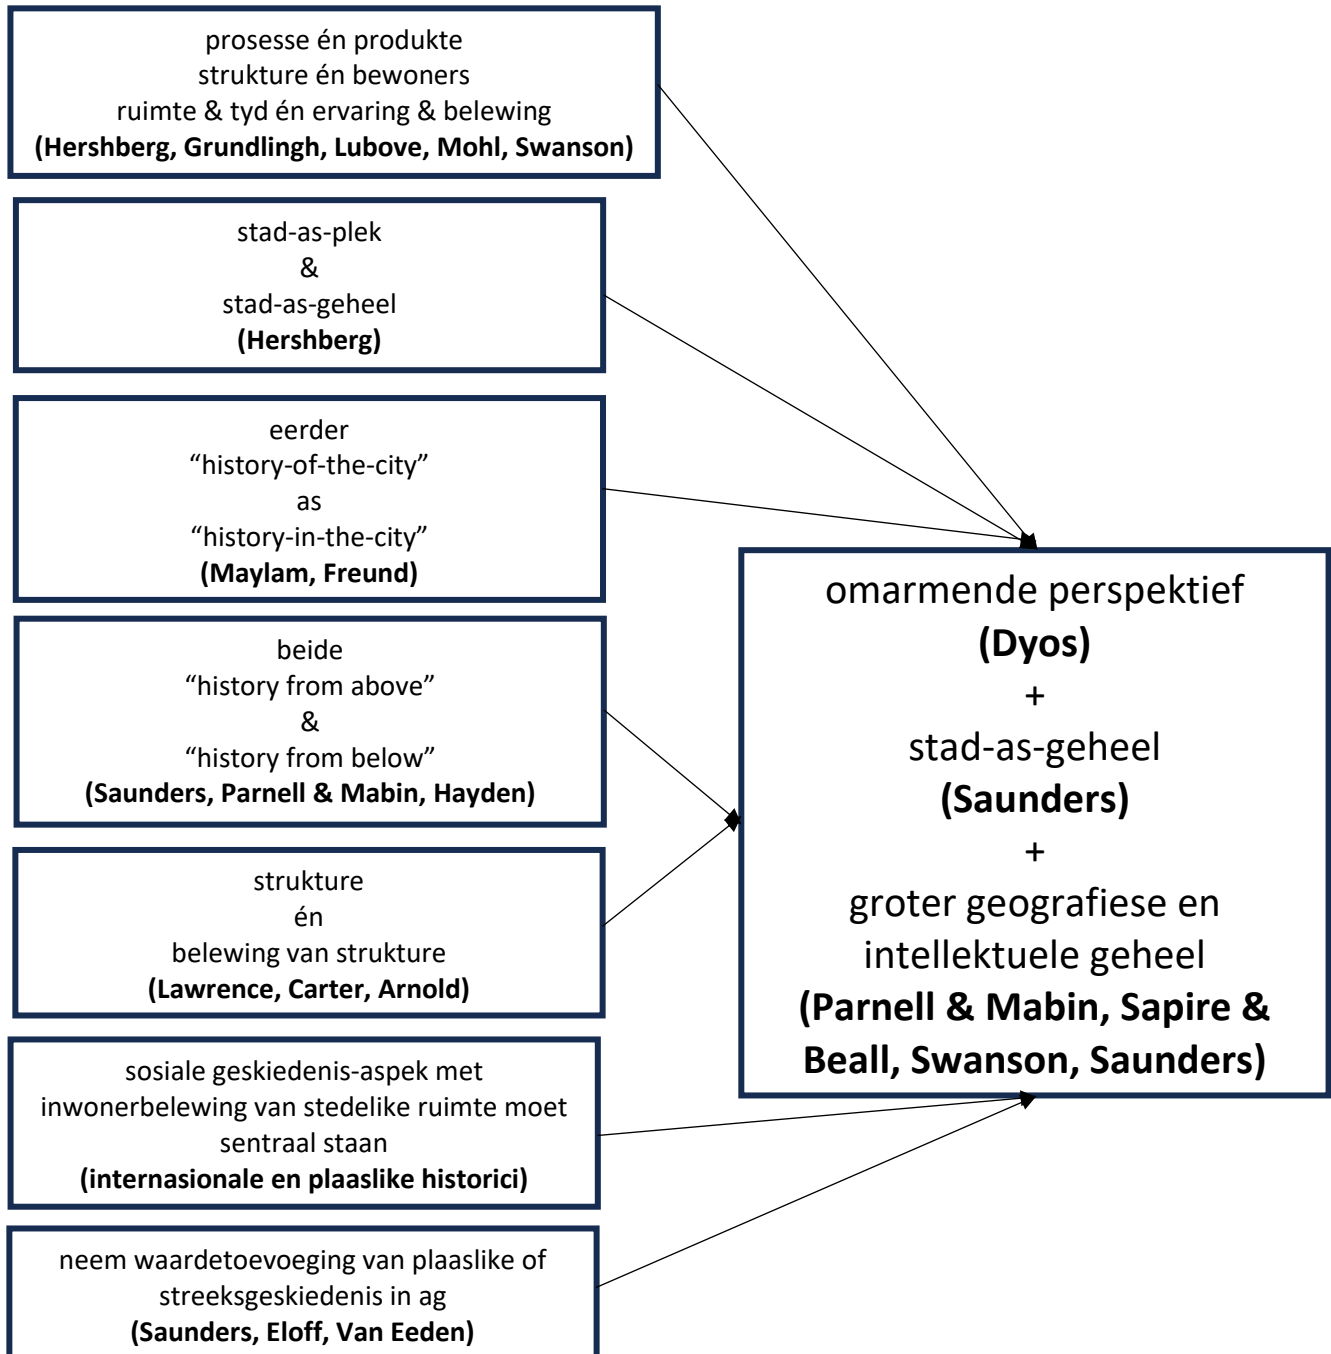 prosesse én produkte
strukture én bewoners
ruimte & tyd én ervaring & belewing
(Hershberg, Grundlingh, Lubove, Mohl, Swanson)
stad-as-plek
&
stad-as-geheel
(Hershberg)
eerder
“history-of-the-city”
as
“history-in-the-city”
(Maylam, Freund)
beide
“history from above”
&
“history from below”
(Saunders, Parnell & Mabin, Hayden)
strukture
én
belewing van strukture
(Lawrence, Carter, Arnold)
sosiale geskiedenis-aspek met
inwonerbelewing van stedelike ruimte moet
sentraal staan
(internasionale en plaaslike historici)
neem waardetoevoeging van plaaslike of
streeksgeskiedenis in ag
(Saunders, Eloff, Van Eeden)
omarmende perspektief
(Dyos)
+
stad-as-geheel
(Saunders)
+
groter geografiese en
intellektuele geheel
(Parnell & Mabin, Sapire &
Beall, Swanson, Saunders)